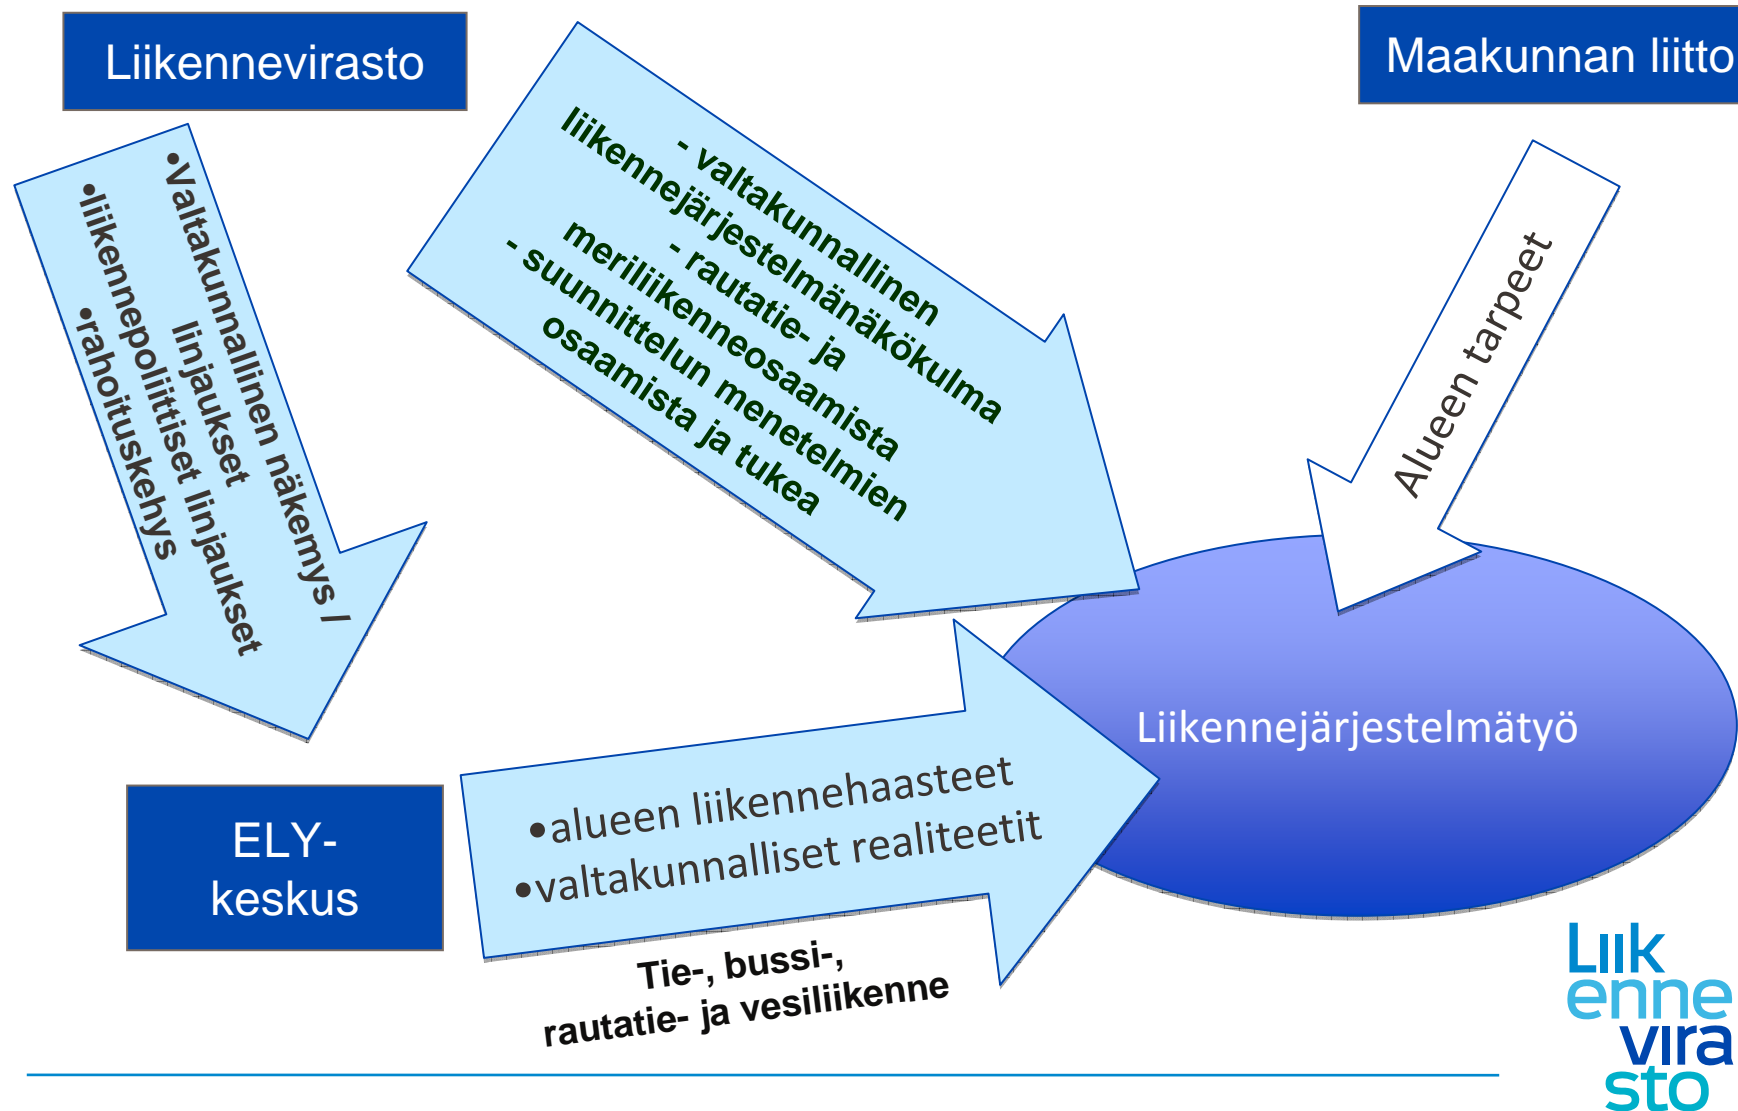 Liikennevirasto
Maakunnan liitto
•Valtakunnallinen näkemys /
linjaukset
•liikennepoliittiset linjaukset
•rahoituskehys
- valtakunnallinen
liikennejärjestelmänäkökulma
- rautatie- ja
meriliikenneosaamista
- suunnittelun menetelmien
osaamista ja tukea
Alueen tarpeet
Liikennejärjestelmätyö
ELY-
keskus
•alueen liikennehaasteet
•valtakunnalliset realiteetit
Tie-, bussi-,
rautatie- ja vesiliikenne
Liik
enne
vira
sto